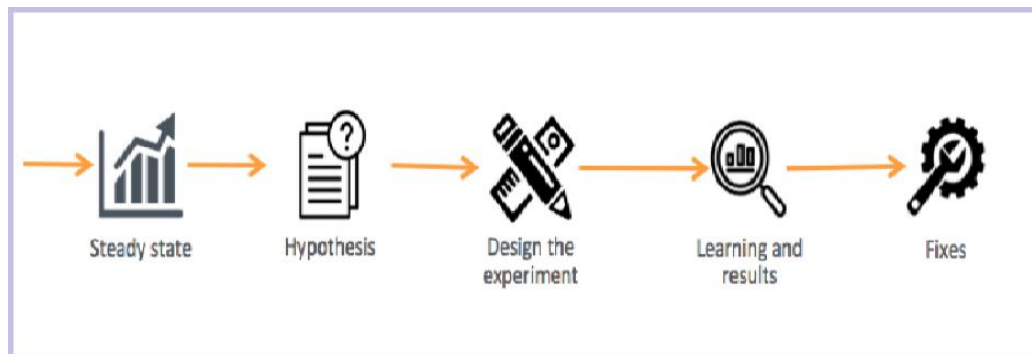 Steady state
Hypothesis
Design the
experiment
Learning and
results
Fixes
?